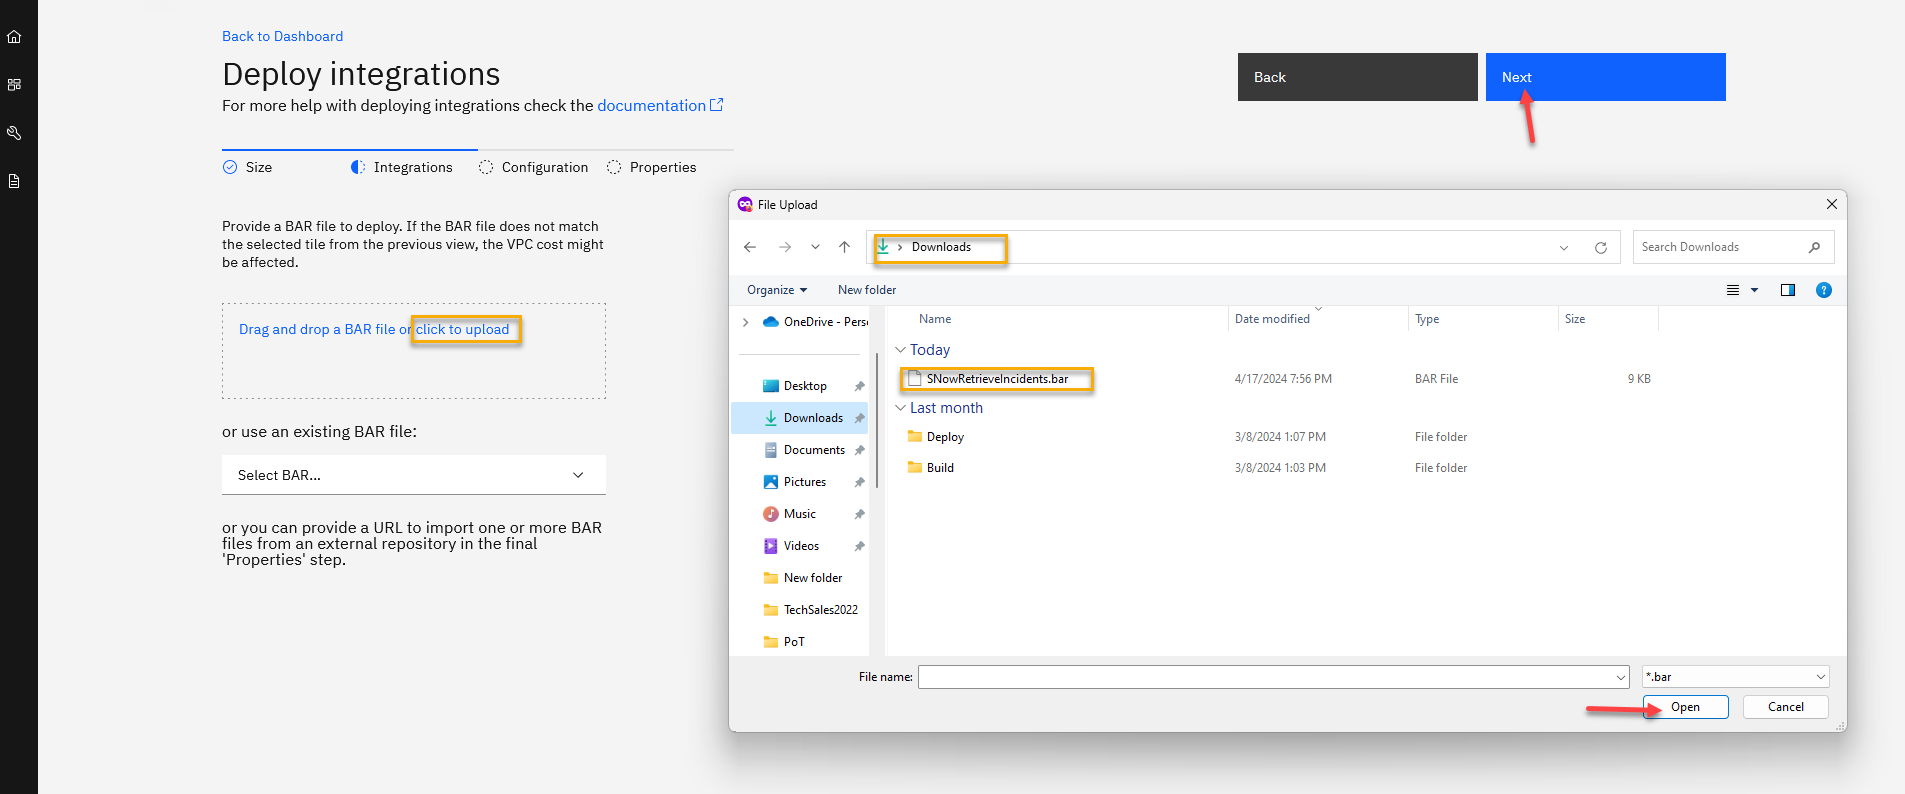 Back to Dashboard
Deploy integrations
For more help with deploying integrations check the documentation
Back
Next
Size
Integrations
Configuration
Properties
Provide a BAR file to deploy. If the BAR file does not match
the selected tile from the previous view, the VPC cost might
be affected.
Drag and drop a BAR file or click to upload
or use an existing BAR file:
Select BAR...
or you can provide a URL to import one or more BAR
files from an external repository in the final
'Properties' step.
File Upload
Downloads
Search Downloads
Organize
New folder
OneDrive - Pers
Desktop
Downloads
Documents
Pictures
Music
Videos
New folder
TechSales2022
PoT
Name
Date modified
Type
Size
Today
SNowRetrieveIncidents.bar
4/17/2024 7:56 PM
BAR File
9 KB
Last month
Deploy
3/8/2024 1:07 PM
File folder
Build
3/8/2024 1:03 PM
File folder
File name:
*.bar
Open
Cancel